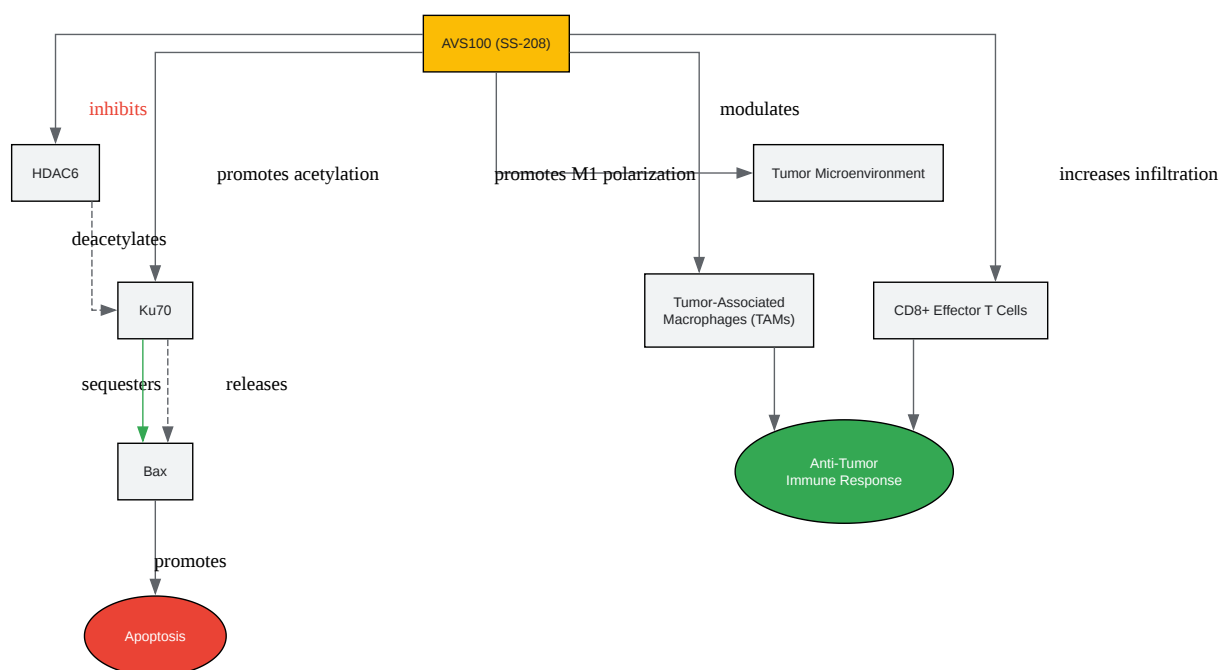 AVS100 (SS-208)
inhibits
modulates
HDAC6
promotes acetylation
promotes M1 polarization
Tumor Microenvironment
increases infiltration
deacetylates
Ku70
Tumor-Associated
Macrophages (TAMs)
CD8+ Effector T Cells
sequesters
releases
Bax
Anti-Tumor
Immune Response
promotes
Apoptosis